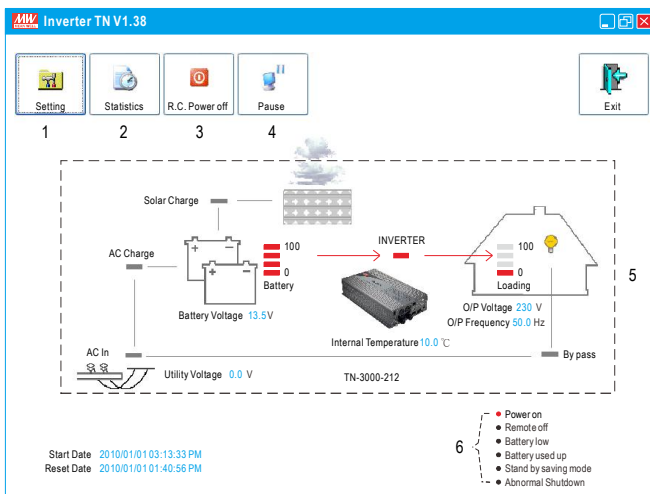 MW Inverter TN V1.38
Setting
Statistics
R.C. Power off
Pause
Exit
1
2
3
4
Solar Charge
AC Charge
100
0
Battery
Battery Voltage 13.5V
INVERTER
Internal Temperature 10.0 ℃
100
0
Loading
O/P Voltage 230 V
O/P Frequency 50.0 Hz
5
AC In
Utility Voltage 0.0 V
TN-3000-212
By pass
6
Power on
Remote off
Battery low
Battery used up
Stand by saving mode
Abnormal Shutdown
Start Date 2010/01/01 03:13:33 PM
Reset Date 2010/01/01 01:40:56 PM